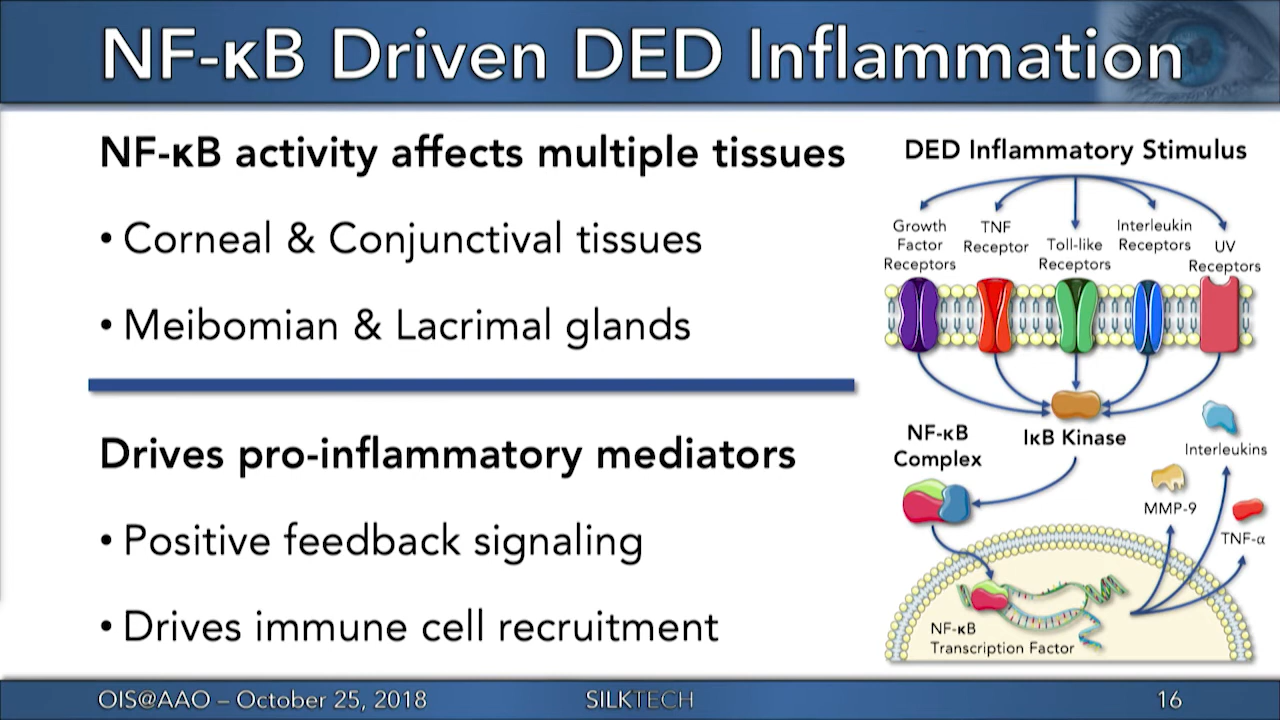 NF-κB Driven DED Inflammation
NF-κB activity affects multiple tissues
• Corneal & Conjunctival tissues
• Meibomian & Lacrimal glands
Drives pro-inflammatory mediators
• Positive feedback signaling
• Drives immune cell recruitment
DED Inflammatory Stimulus
Growth
Factor
Receptors
TNF
Receptor
Toll-like
Receptors
Interleukin
Receptors
UV
Receptors
IκB Kinase
NF-κB
Complex
Interleukins
MMP-9
TNF-α
NF-κB
Transcription Factor
OIS@AAO – October 25, 2018
SILKTECH
16